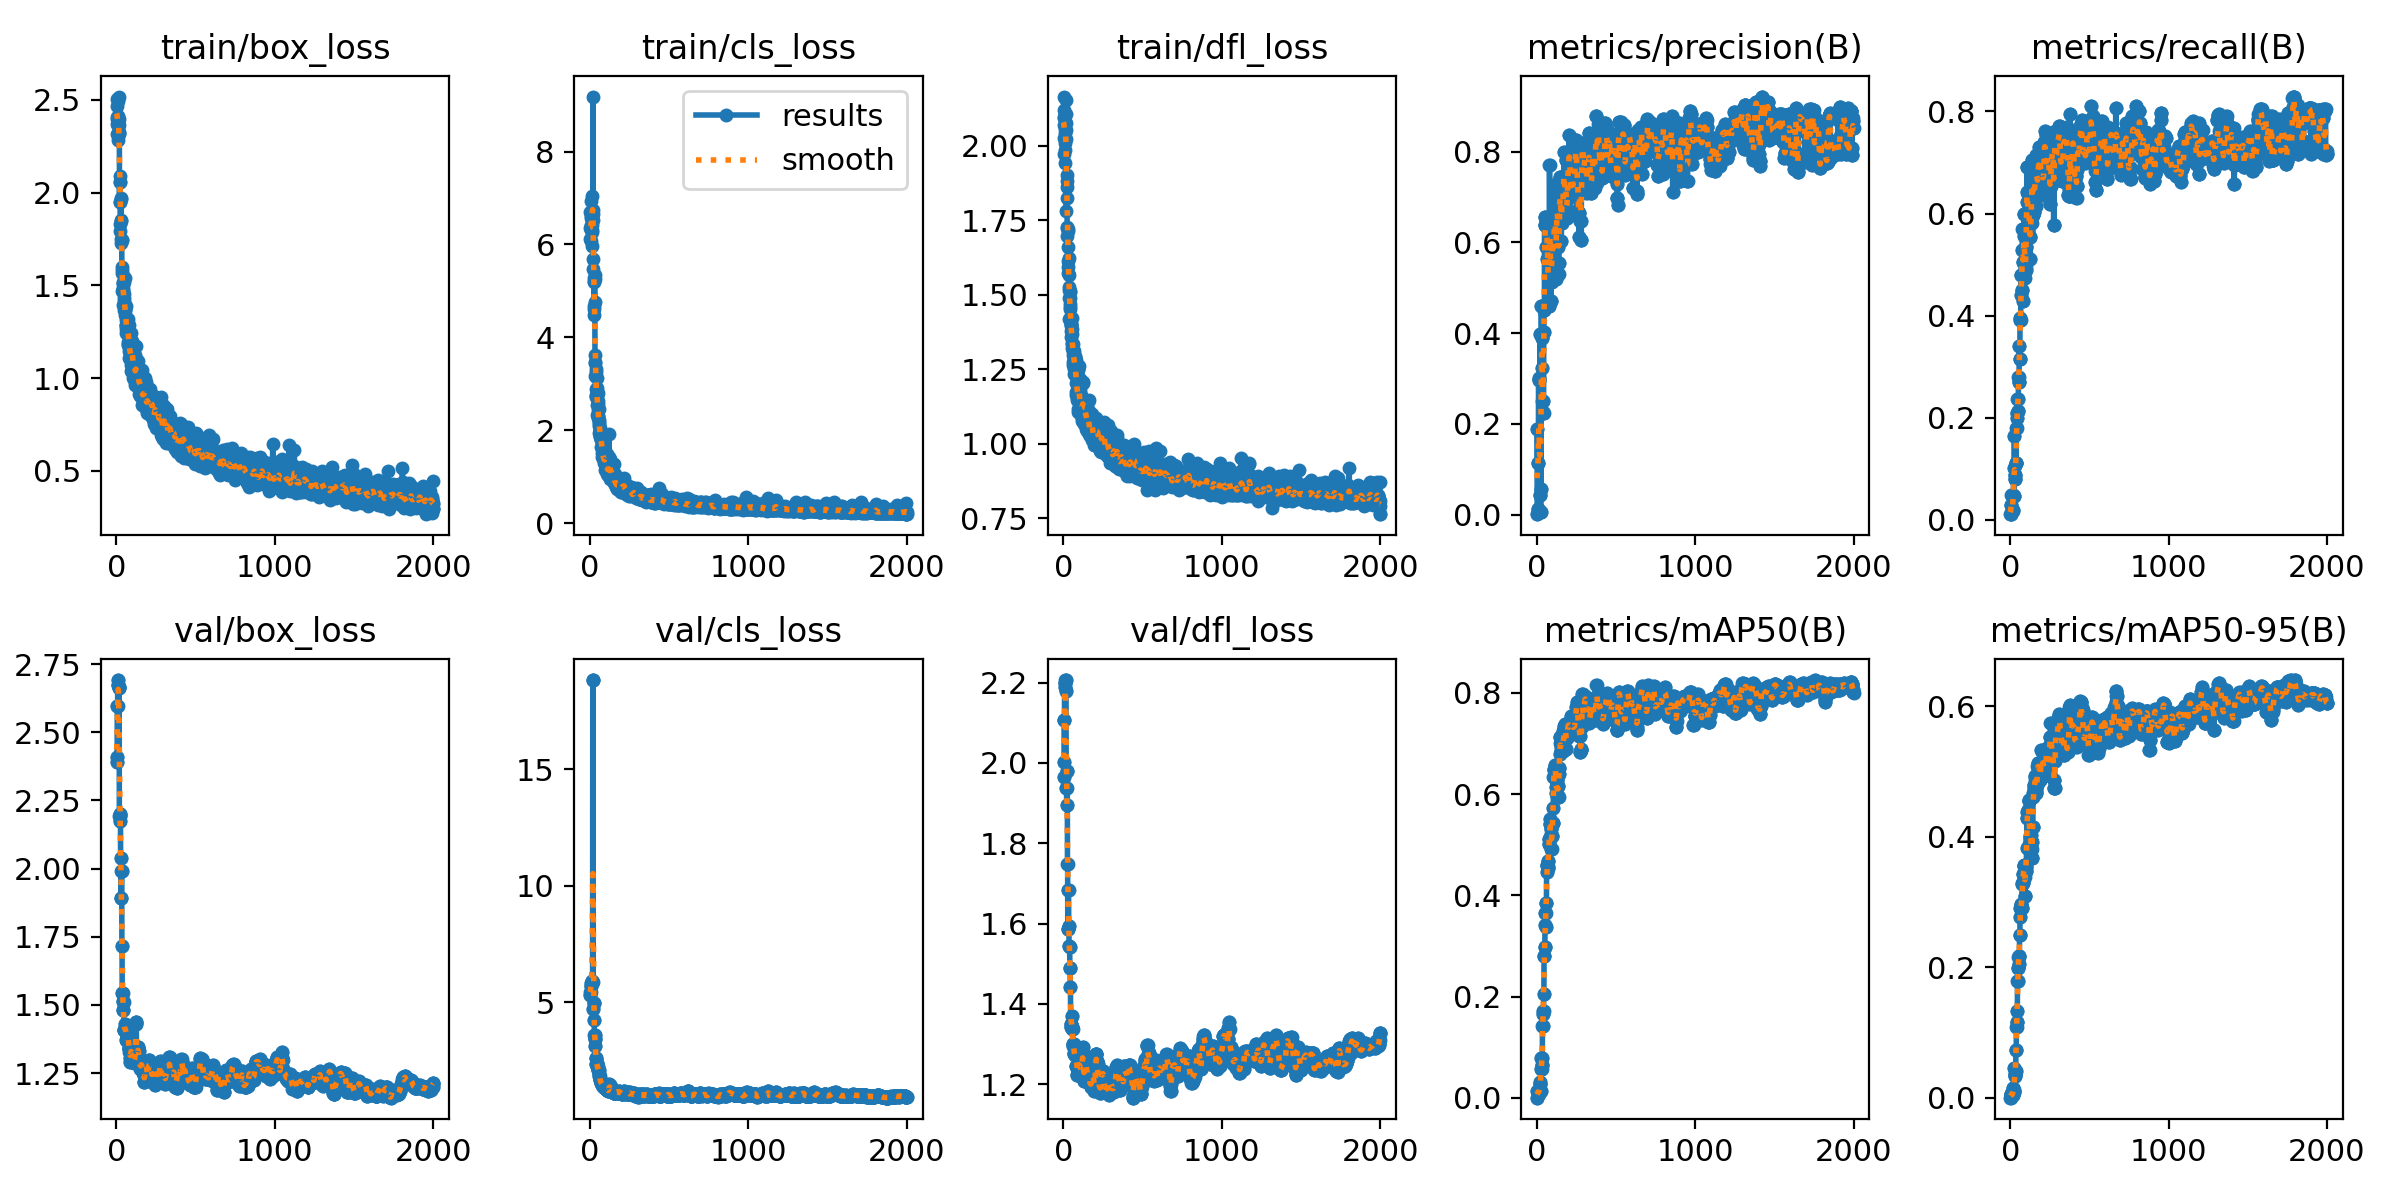 train/box_loss
2.5
2.0
1.5
1.0
0.5
0 1000 2000
train/cls_loss
results
smooth
8
6
4
2
0
0 1000 2000
train/dfl_loss
2.00
1.75
1.50
1.25
1.00
0.75
0 1000 2000
metrics/precision(B)
0.8
0.6
0.4
0.2
0.0
0 1000 2000
metrics/recall(B)
0.8
0.6
0.4
0.2
0.0
0 1000 2000
val/box_loss
2.75
2.50
2.25
2.00
1.75
1.50
1.25
0 1000 2000
val/cls_loss
15
10
5
0 1000 2000
val/dfl_loss
2.2
2.0
1.8
1.6
1.4
1.2
0 1000 2000
metrics/mAP50(B)
0.8
0.6
0.4
0.2
0.0
0 1000 2000
metrics/mAP50-95(B)
0.6
0.4
0.2
0.0
0 1000 2000